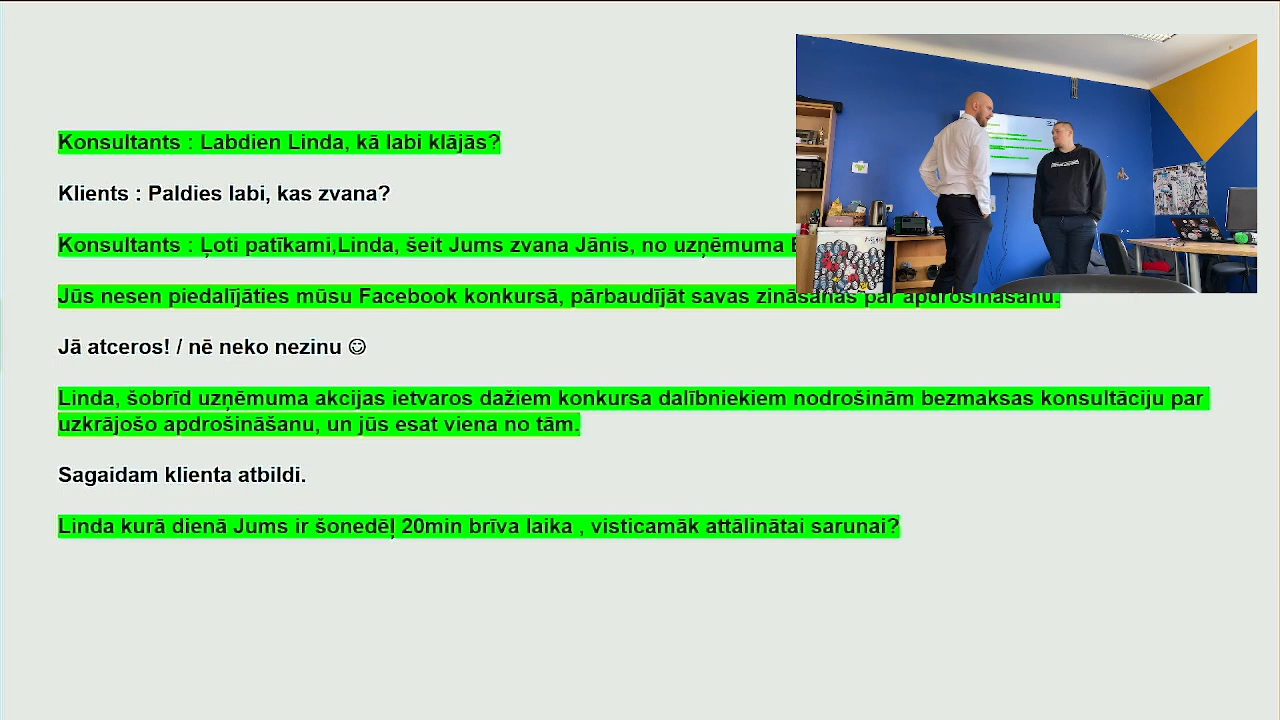 Konsultants : Labdien Linda, kā labi klājās?
Klients : Paldies labi, kas zvana?
Konsultants : Ļoti patīkami,Linda, šeit Jums zvana Jānis, no uzņēmuma
Jūs nesen piedalījāties mūsu Facebook konkursā, pārbaudījāt savas zināšanas par apdrošināšanu.
Jā atceros! / nē neko nezinu ☺
Linda, šobrīd uzņēmuma akcijas ietvaros dažiem konkursa dalībniekiem nodrošinām bezmaksas konsultāciju par
uzkrājošo apdrošināšanu, un jūs esat viena no tām.
Sagaidam klienta atbildi.
Linda kurā dienā Jums ir šonedēļ 20min brīva laika , visticamāk attālinātai sarunai?